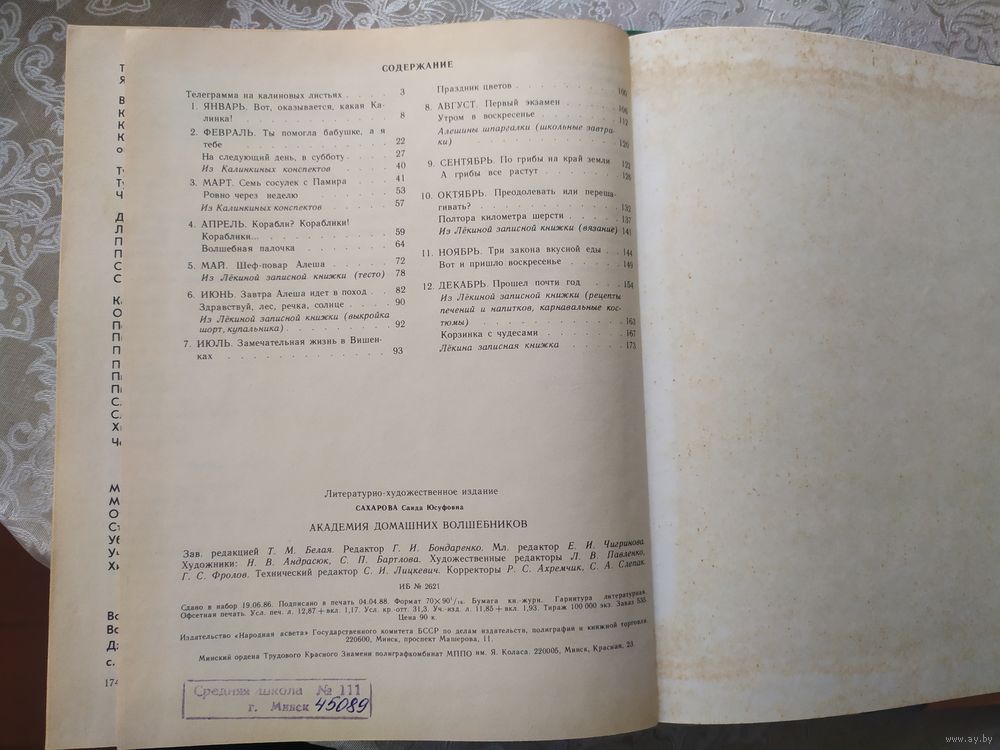 СОДЕРЖАНИЕ
Телеграмма на калиновых листьях . . . . 3
1. ЯНВАРЬ. Вот, оказывается, какая Ка-
линка! . . . . . . . . 8
2. ФЕВРАЛЬ. Ты помогла бабушке, а я
тебе . . . . . . . . 22
На следующий день, в субботу . . . . 27
Из Калинкиных конспектов . . . . 40
3. МАРТ. Семь сосулек с Памира . . . . 41
Ровно через неделю . . . . . . 53
Из Калинкиных конспектов . . . . 57
4. АПРЕЛЬ. Корабли? Кораблики!
Кораблики... . . . . . . . 59
Волшебная палочка . . . . . . 64
5. МАЙ. Шеф-повар Алеша . . . . 72
Из Лёкиной записной книжки (тесто) 78
6. ИЮНЬ. Завтра Алеша идет в поход . . 82
Здравствуй, лес, речка, солнце . . . . 90
Из Лёкиной записной книжки (выкройка
шорт, купальника) . . . . . . 92
7. ИЮЛЬ. Замечательная жизнь в Вишен-
ках . . . . . . . . 93
Праздник цветов . . . . . . 100
8. АВГУСТ. Первый экзамен . . . . 106
Утром в воскресенье . . . . . . 112
Алешины шпаргалки (школьные завтра-
ки) . . . . . . . . 120
9. СЕНТЯБРЬ. По грибы на край земли 122
А грибы все растут . . . . . . 128
10. ОКТЯБРЬ. Преодолевать или переша-
гивать? . . . . . . . . 132
Полтора километра шерсти . . . . 137
Из Лёкиной записной книжки (вязание) 141
11. НОЯБРЬ. Три закона вкусной еды . . 144
Вот и пришло воскресенье . . . . 149
12. ДЕКАБРЬ. Прошел почти год . . . 154
Из Лёкиной записной книжки (рецепты
печений и напитков, карнавальные кос-
тюмы) . . . . . . . . 163
Корзинка с чудесами . . . . . . 167
Лёкина записная книжка . . . . 173
Литературно-художественное издание
САХАРОВА Саида Юсуфовна
АКАДЕМИЯ ДОМАШНИХ ВОЛШЕБНИКОВ
Зав. редакцией Т. М. Белая. Редактор Г. И. Бондаренко. Мл. редактор Е. И. Чигринова.
Художники: Н. В. Андрасюк, С. П. Бартлова. Художественные редакторы Л. В. Павленко,
Г. С. Фролов. Технический редактор С. И. Лицкевич. Корректоры Р. С. Ахремчик, С. А. Слепак.
ИБ № 2621
Сдано в набор 19.06.86. Подписано в печать 04.04.88. Формат 70×90¹/₁₆. Бумага кн.-журн. Гарнитура литературная.
Офсетная печать. Усл. печ. л. 12,87+вкл. 1,17. Усл. кр.-отт. 31,3. Уч.-изд. л. 11,85+вкл. 1,93. Тираж 100 000 экз. Заказ 535.
Цена 90 к.
Издательство «Народная асвета» Государственного комитета БССР по делам издательств, полиграфии и книжной торговли.
220600, Минск, проспект Машерова, 11.
Минский ордена Трудового Красного Знамени полиграфкомбинат МППО им. Я. Коласа. 220005, Минск, Красная, 23.
Средняя школа № 111
г. Минск 45089
174
www.ay.by